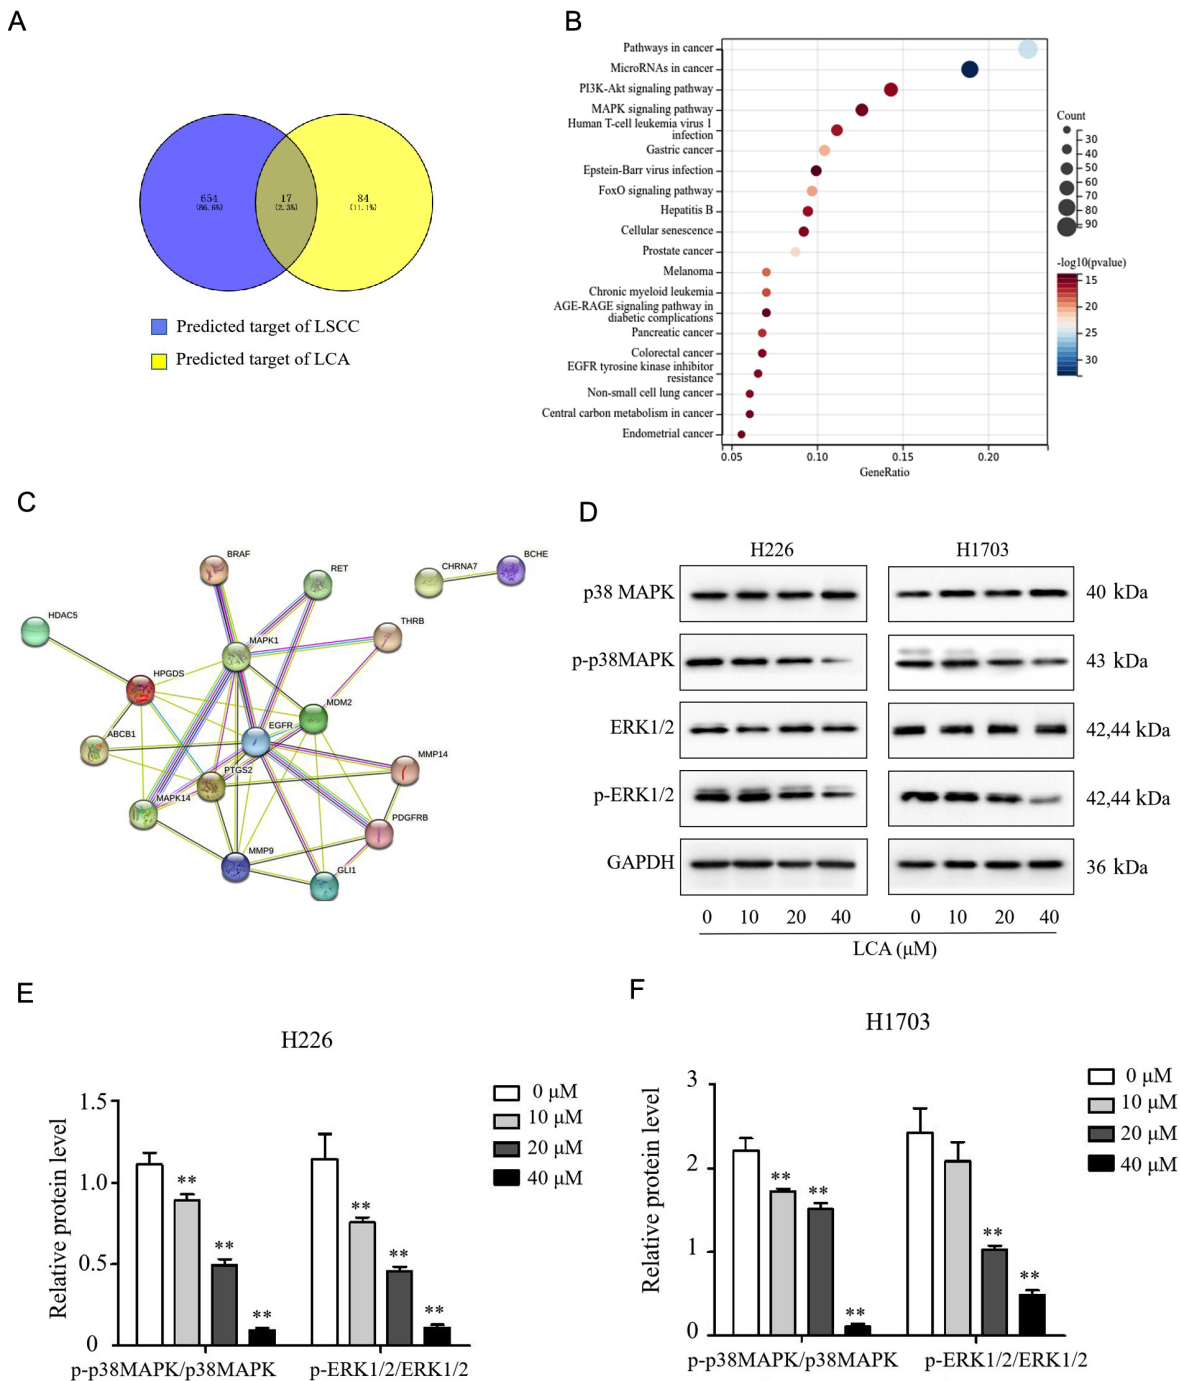 A
654
(86.6%)
17
(2.3%)
84
(11.1%)
Predicted target of LSCC
Predicted target of LCA
B
Pathways in cancer
MicroRNAs in cancer
PI3K-Akt signaling pathway
MAPK signaling pathway
Human T-cell leukemia virus 1
infection
Gastric cancer
Epstein-Barr virus infection
FoxO signaling pathway
Hepatitis B
Cellular senescence
Prostate cancer
Melanoma
Chronic myeloid leukemia
AGE-RAGE signaling pathway in
diabetic complications
Pancreatic cancer
Colorectal cancer
EGFR tyrosine kinase inhibitor
resistance
Non-small cell lung cancer
Central carbon metabolism in cancer
Endometrial cancer
0.05 0.10 0.15 0.20
GeneRatio
Count
30
40
50
60
70
80
90
-log10(pvalue)
15
20
25
30
C
BRAF
RET
CHRNA7
BCHE
HDAC5
MAPK1
THRB
HPGDS
MDM2
EGFR
ABCB1
MMP14
PTGS2
MAPK14
PDGFRB
MMP9
GLI1
D
H226 H1703
p38 MAPK 40 kDa
p-p38MAPK 43 kDa
ERK1/2 42,44 kDa
p-ERK1/2 42,44 kDa
GAPDH 36 kDa
0 10 20 40 0 10 20 40
LCA (μM)
E
H226
Relative protein level
1.5
1.0
0.5
0
** ** ** ** ** **
p-p38MAPK/p38MAPK p-ERK1/2/ERK1/2
0 μM
10 μM
20 μM
40 μM
F
H1703
Relative protein level
3
2
1
0
** ** ** ** **
p-p38MAPK/p38MAPK p-ERK1/2/ERK1/2
0 μM
10 μM
20 μM
40 μM